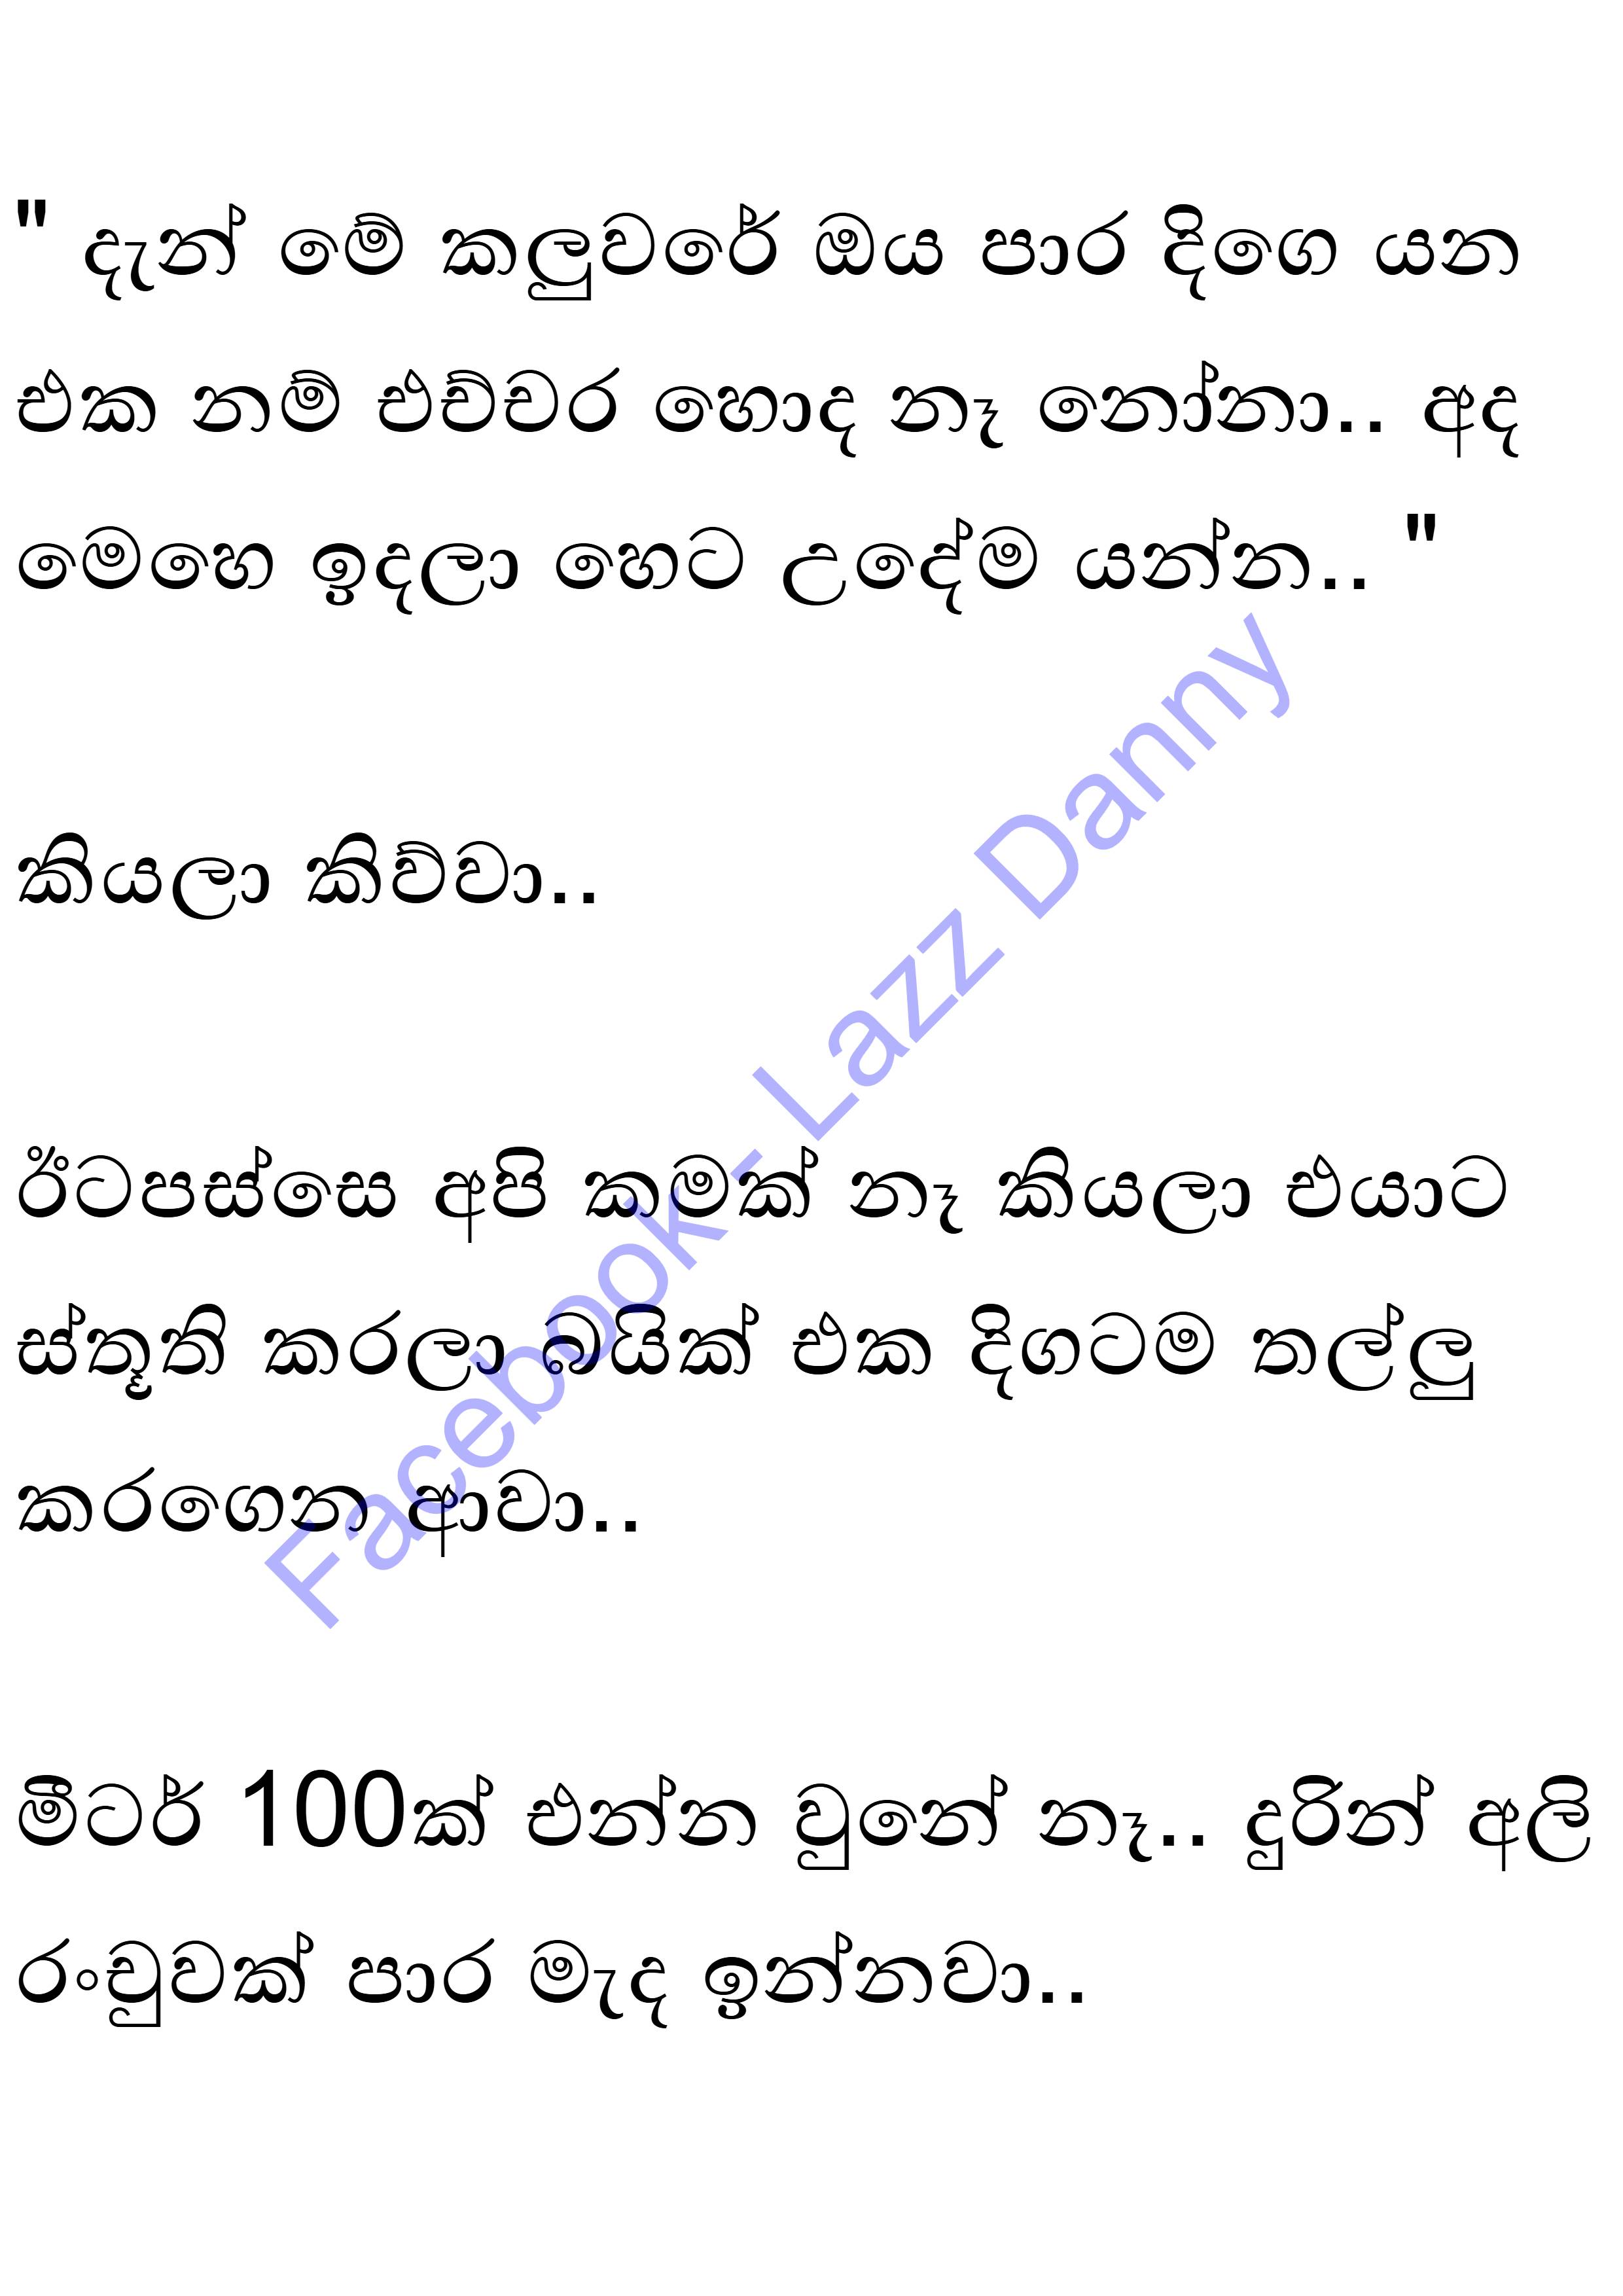 " දැන් මේ කලුවරේ ඔය පාර දිගෙ යන
එක නම් එච්චර හොද නෑ නෝනා.. අද
මෙහෙ ඉදලා හෙට උදේම යන්න.. "
කියලා කිව්වා..
ඊටපස්සෙ අපි කමක් නෑ කියලා එයාට
ස්තූති කරලා බයික් එක දිගටම තල්ලු
කරගෙන ආවා..
මීටර් 100ක් එන්න වුනේ නෑ.. දුරින් අලි
රංචුවක් පාර මැද ඉන්නවා..
Facebook - Lazz Danny